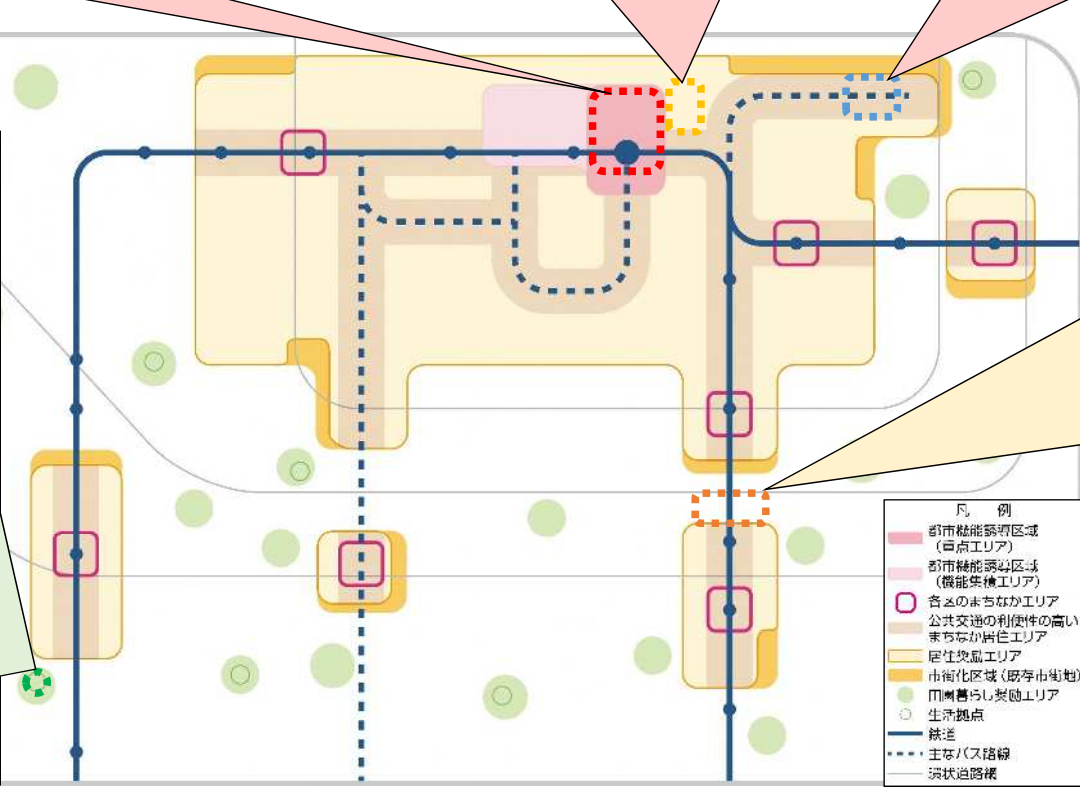 凡　例
都市機能誘導区域
（重点エリア）
都市機能誘導区域
（機能集積エリア）
各区のまちなかエリア
公共交通の利便性の高い
まちなか居住エリア
居住奨励エリア
市街化区域（既存市街地）
田園暮らし奨励エリア
生活拠点
鉄道
主なバス路線
環状道路網